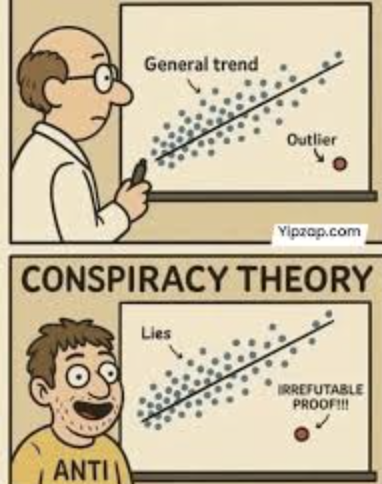 General trend
Outlier
Yipzap.com
CONSPIRACY THEORY
Lies
IRREFUTABLE
PROOF!!!
ANTI